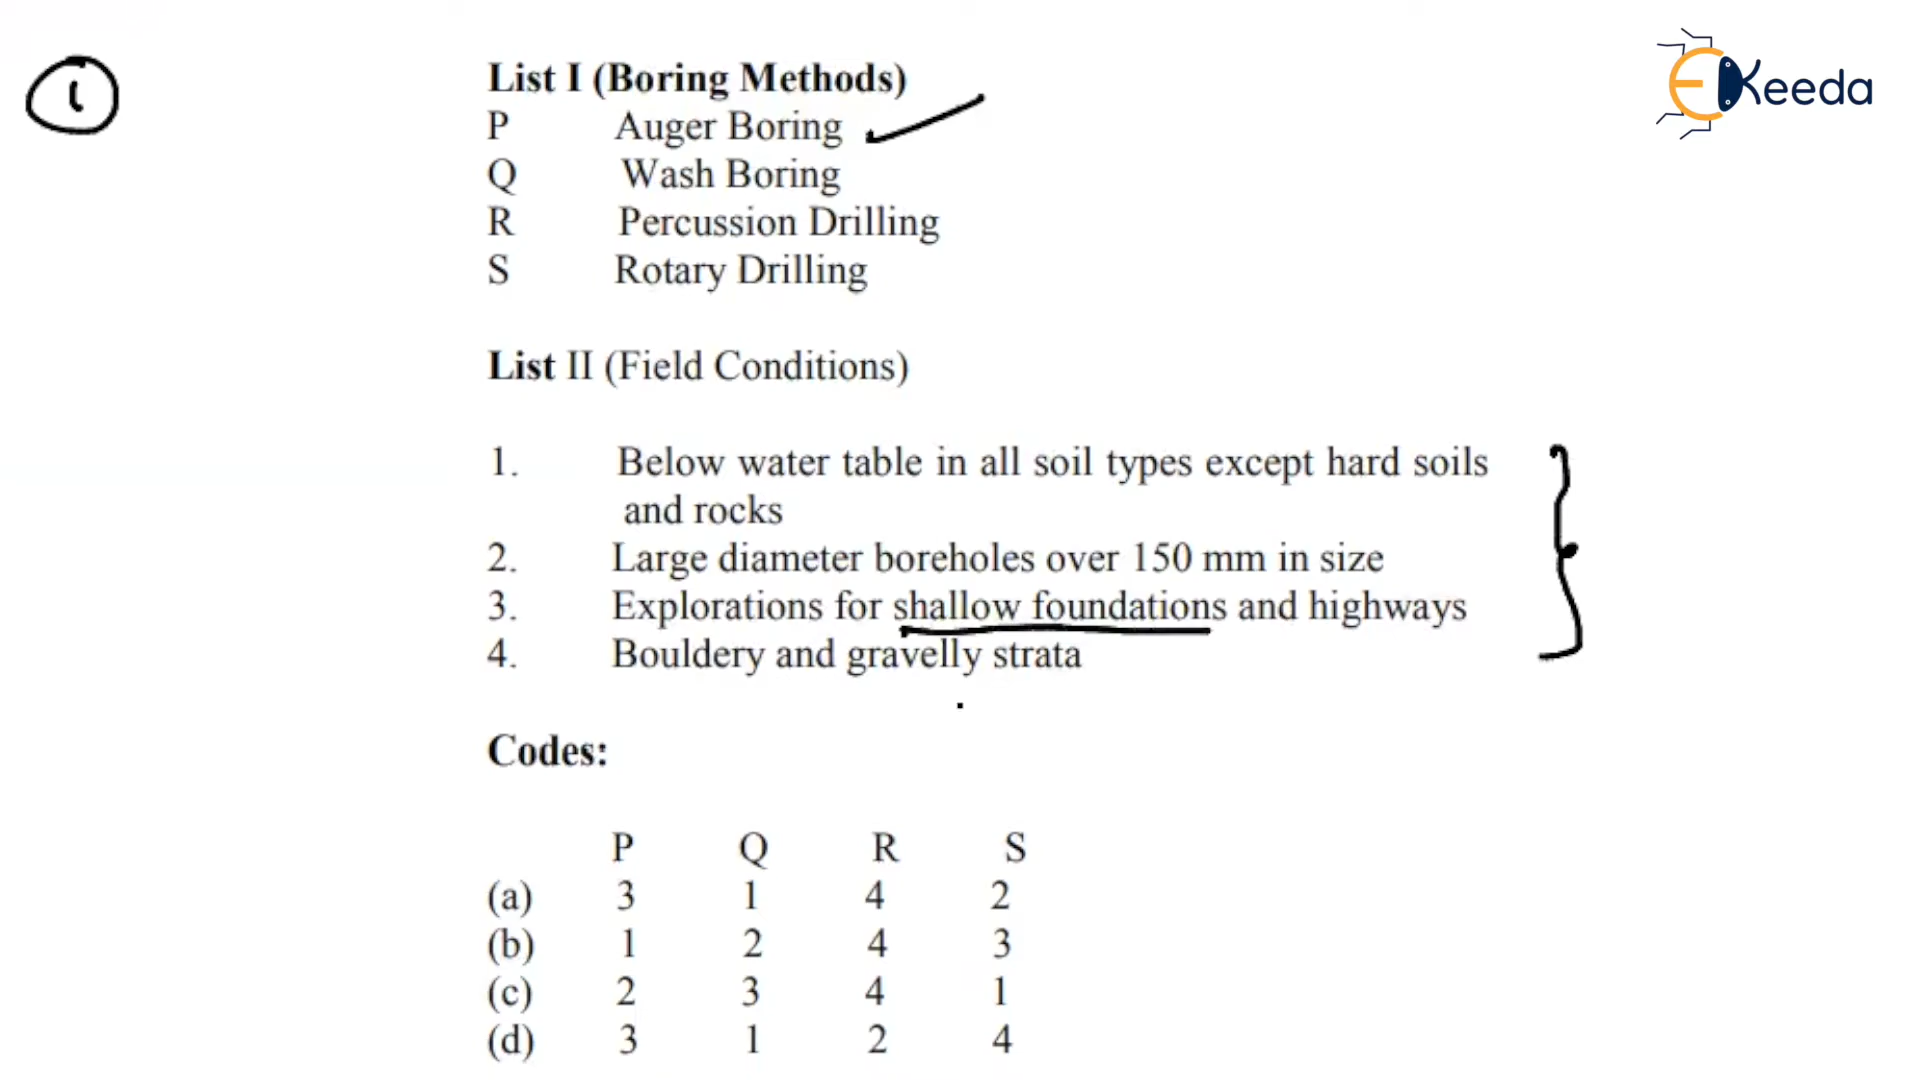 1
EKeeda
List I (Boring Methods)
P Auger Boring
Q Wash Boring
R Percussion Drilling
S Rotary Drilling
List II (Field Conditions)
1. Below water table in all soil types except hard soils
and rocks
2. Large diameter boreholes over 150 mm in size
3. Explorations for shallow foundations and highways
4. Bouldery and gravelly strata
Codes:
P Q R S
(a) 3 1 4 2
(b) 1 2 4 3
(c) 2 3 4 1
(d) 3 1 2 4